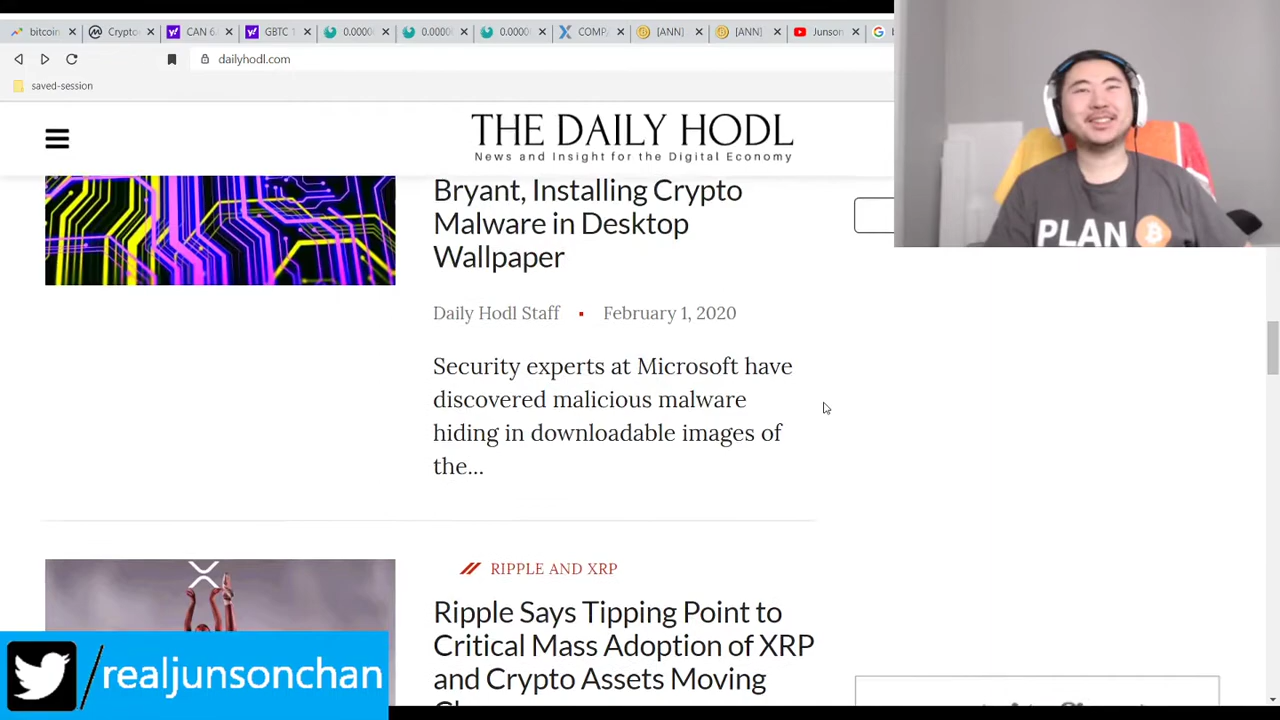 bitcoin
Crypto
CAN 6.
GBTC 1
0.0000
0.0000
0.0000
COMP
[ANN]
[ANN]
Junson
b
dailyhodl.com
saved-session
THE DAILY HODL
News and Insight for the Digital Economy
PLAN
Bryant, Installing Crypto
Malware in Desktop
Wallpaper
Daily Hodl Staff
February 1, 2020
Security experts at Microsoft have
discovered malicious malware
hiding in downloadable images of
the...
RIPPLE AND XRP
Ripple Says Tipping Point to
Critical Mass Adoption of XRP
and Crypto Assets Moving
/realjunsonchan